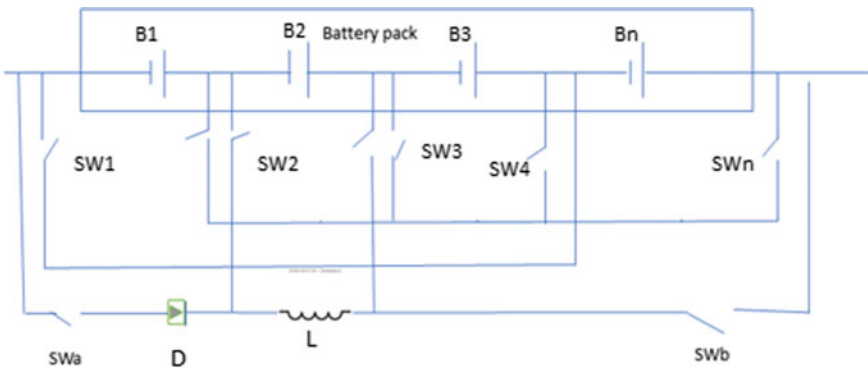 B1
B2
Battery pack
B3
Bn
SW1
SW2
SW3
SW4
SWn
SWa
D
L
SWb